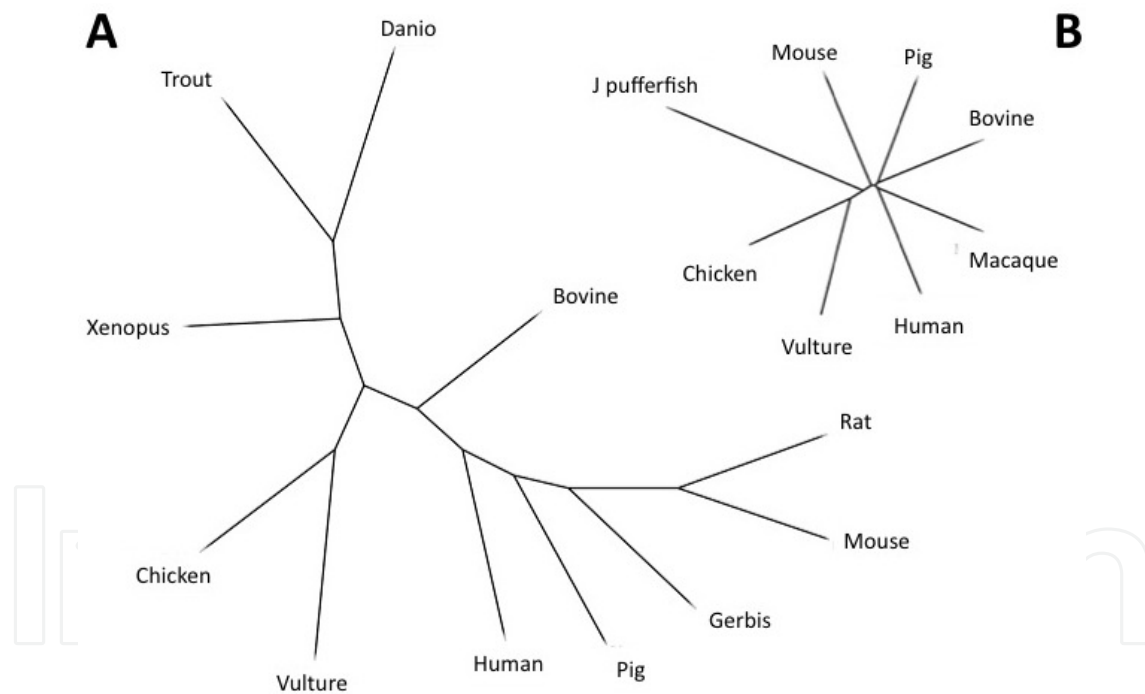 A
Danio
Trout
Xenopus
Bovine
Rat
Mouse
Gerbis
Pig
Human
Vulture
Chicken
B
Mouse
Pig
J pufferfish
Bovine
Macaque
Human
Vulture
Chicken